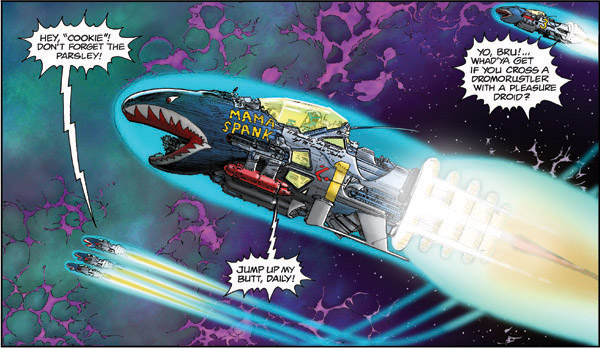 HEY, "COOKIE"!
DON'T FORGET THE
PARSLEY!
YO, BRU!...
WHAD'YA GET
IF YOU CROSS A
DROMORUSTLER
WITH A PLEASURE
DROID?
MAMA
SPANK
JUMP UP MY
BUTT, DAILY!